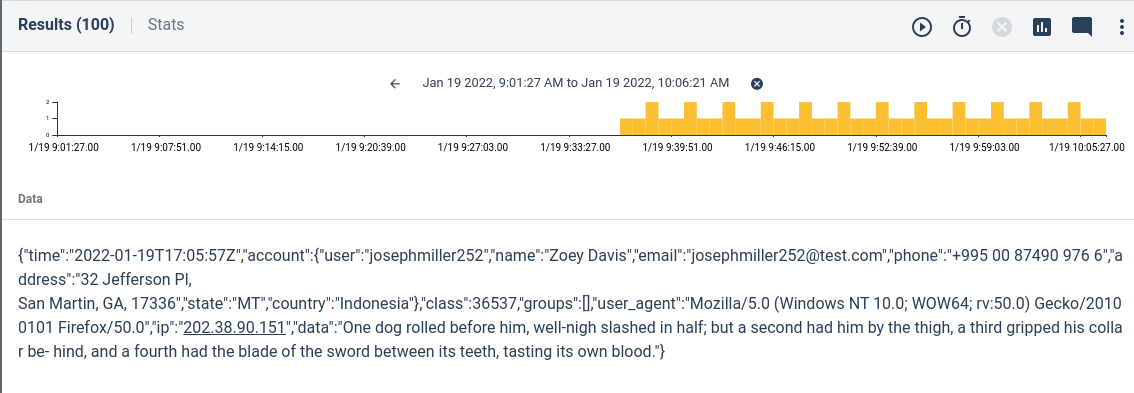 Results (100) Stats
Jan 19 2022, 9:01:27 AM to Jan 19 2022, 10:06:21 AM
2
1
0
1/19 9:01:27.00 1/19 9:07:51.00 1/19 9:14:15.00 1/19 9:20:39.00 1/19 9:27:03.00 1/19 9:33:27.00 1/19 9:39:51.00 1/19 9:46:15.00 1/19 9:52:39.00 1/19 9:59:03.00 1/19 10:05:27.00
Data
{"time":"2022-01-19T17:05:57Z","account":{"user":"josephmiller252","name":"Zoey Davis","email":"josephmiller252@test.com","phone":"+995 00 87490 976 6","a
ddress":"32 Jefferson Pl,
San Martin, GA, 17336","state":"MT","country":"Indonesia"},"class":36537,"groups":[],"user_agent":"Mozilla/5.0 (Windows NT 10.0; WOW64; rv:50.0) Gecko/2010
0101 Firefox/50.0","ip":"202.38.90.151","data":"One dog rolled before him, well-nigh slashed in half; but a second had him by the thigh, a third gripped his colla
r be- hind, and a fourth had the blade of the sword between its teeth, tasting its own blood."}